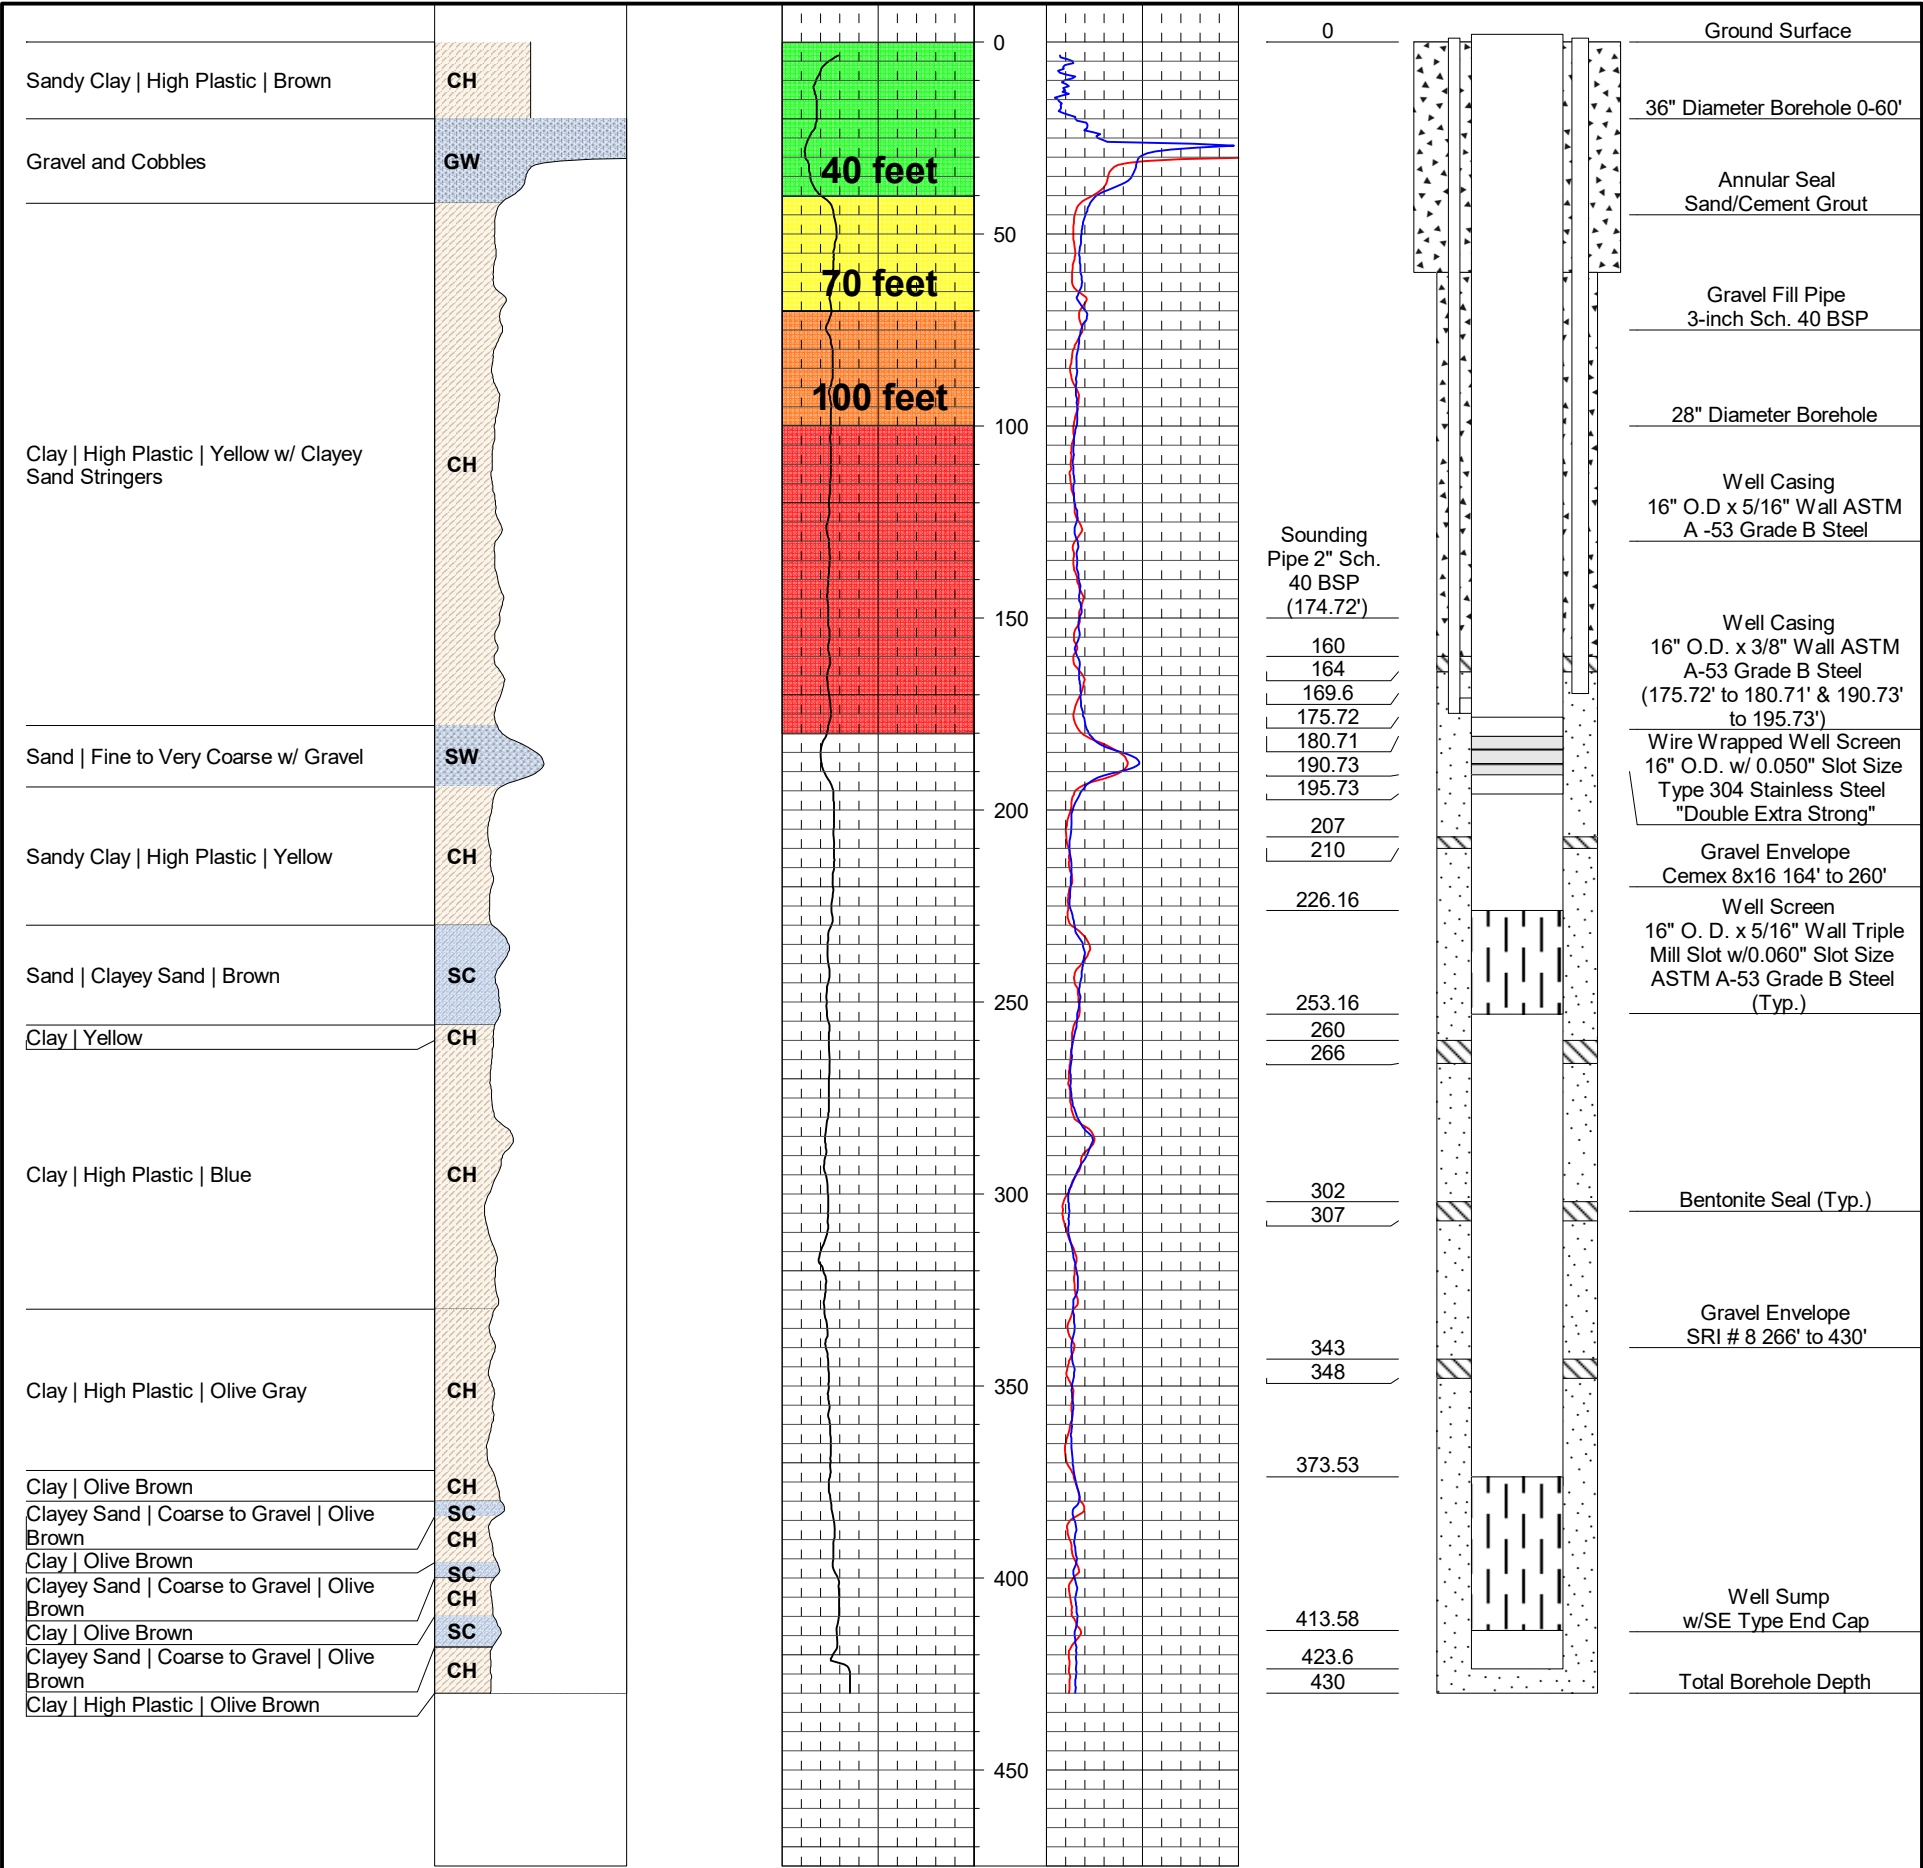 Sandy Clay | High Plastic | Brown
Gravel and Cobbles
Clay | High Plastic | Yellow w/ Clayey
Sand Stringers
Sand | Fine to Very Coarse w/ Gravel
Sandy Clay | High Plastic | Yellow
Sand | Clayey Sand | Brown
Clay | Yellow
Clay | High Plastic | Blue
Clay | High Plastic | Olive Gray
Clay | Olive Brown
Clayey Sand | Coarse to Gravel | Olive
Brown
Clay | Olive Brown
Clayey Sand | Coarse to Gravel | Olive
Brown
Clay | Olive Brown
Clayey Sand | Coarse to Gravel | Olive
Brown
Clay | High Plastic | Olive Brown
CH
GW
CH
SW
CH
SC
CH
CH
CH
CH
SC
CH
SC
CH
SC
CH
40 feet
70 feet
100 feet
0
50
100
150
200
250
300
350
400
450
0
Sounding
Pipe 2" Sch.
40 BSP
(174.72')
160
164
169.6
175.72
180.71
190.73
195.73
207
210
226.16
253.16
260
266
302
307
343
348
373.53
413.58
423.6
430
Ground Surface
36" Diameter Borehole 0-60'
Annular Seal
Sand/Cement Grout
Gravel Fill Pipe
3-inch Sch. 40 BSP
28" Diameter Borehole
Well Casing
16" O.D x 5/16" Wall ASTM
A -53 Grade B Steel
Well Casing
16" O.D. x 3/8" Wall ASTM
A-53 Grade B Steel
(175.72' to 180.71' & 190.73'
to 195.73')
Wire Wrapped Well Screen
16" O.D. w/ 0.050" Slot Size
Type 304 Stainless Steel
"Double Extra Strong"
Gravel Envelope
Cemex 8x16 164' to 260'
Well Screen
16" O. D. x 5/16" Wall Triple
Mill Slot w/0.060" Slot Size
ASTM A-53 Grade B Steel
(Typ.)
Bentonite Seal (Typ.)
Gravel Envelope
SRI # 8 266' to 430'
Well Sump
w/SE Type End Cap
Total Borehole Depth